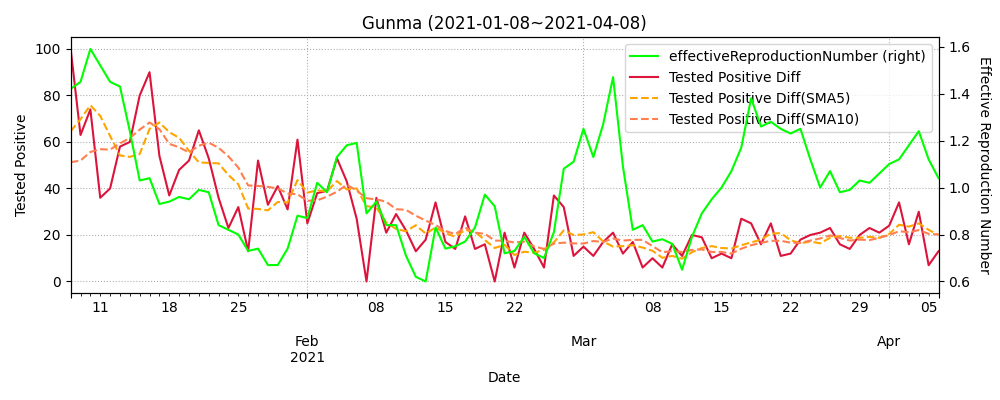 Gunma (2021-01-08~2021-04-08)
effectiveReproductionNumber (right)
Tested Positive Diff
Tested Positive Diff(SMA5)
Tested Positive Diff(SMA10)
Tested Positive
100
80
60
40
20
0
1.6
1.4
1.2
1.0
0.8
0.6
Effective Reproduction Number
11 18 25 08 15 22 08 15 22 29 05
Feb Mar Apr
2021
Date